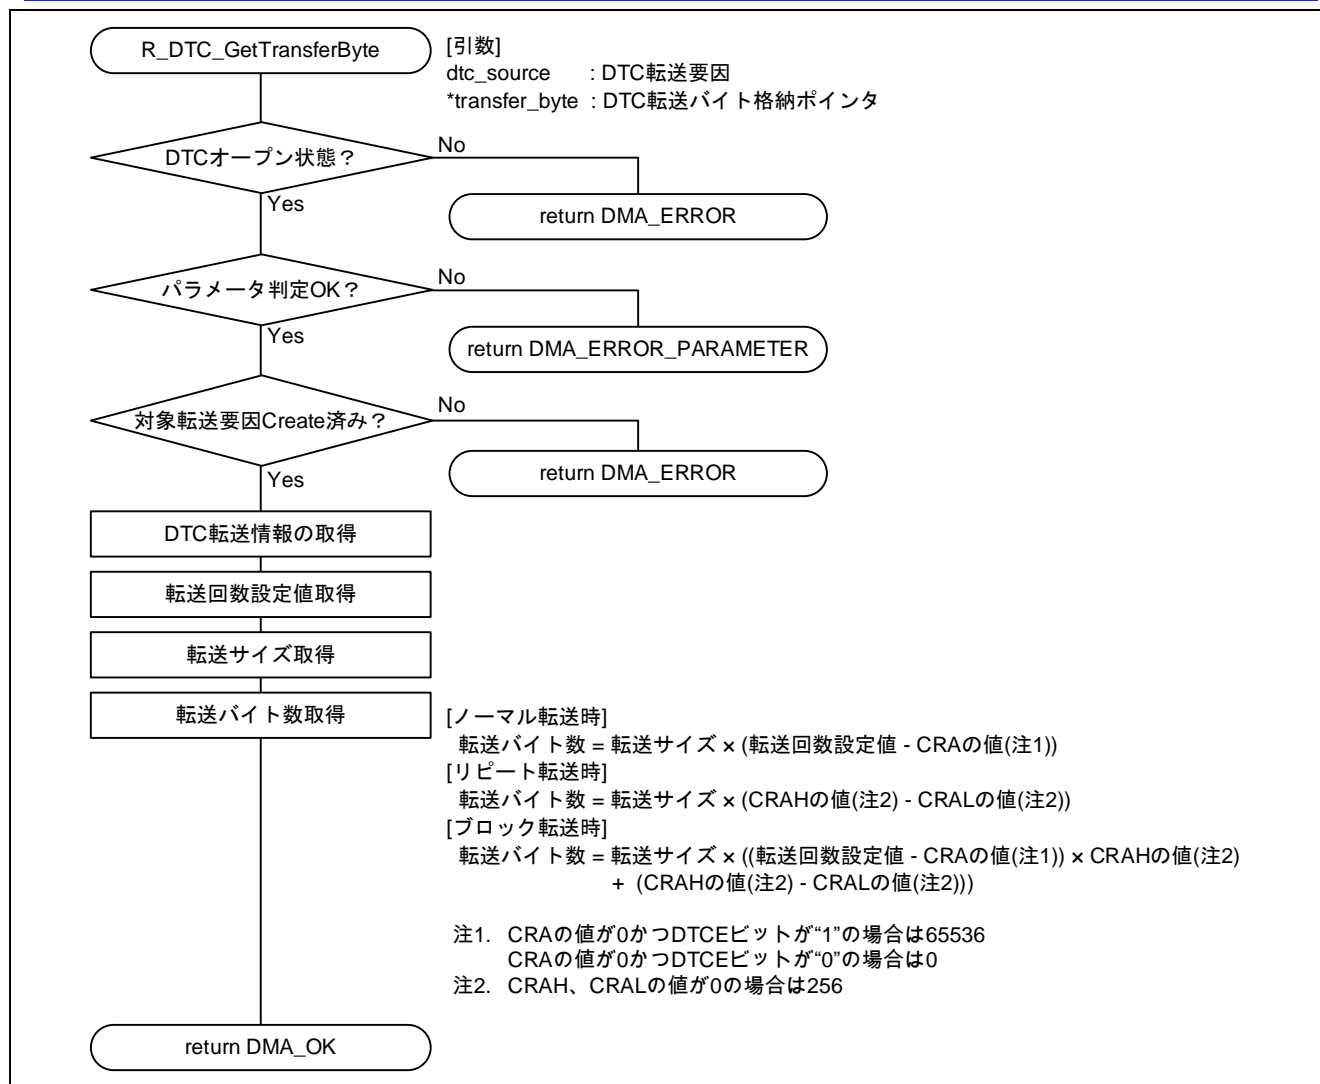 R_DTC_GetTransferByte
[引数]
dtc_source : DTC転送要因
*transfer_byte : DTC転送バイト格納ポインタ
DTCオープン状態？
No
Yes
return DMA_ERROR
パラメータ判定OK？
No
Yes
return DMA_ERROR_PARAMETER
対象転送要因Create済み？
No
Yes
return DMA_ERROR
DTC転送情報の取得
転送回数設定値取得
転送サイズ取得
転送バイト数取得
[ノーマル転送時]
転送バイト数 = 転送サイズ × (転送回数設定値 - CRAの値(注1))
[リピート転送時]
転送バイト数 = 転送サイズ × (CRAHの値(注2) - CRALの値(注2))
[ブロック転送時]
転送バイト数 = 転送サイズ × ((転送回数設定値 - CRAの値(注1)) × CRAHの値(注2)
+ (CRAHの値(注2) - CRALの値(注2)))
注1. CRAの値が0かつDTCEビットが“1”の場合は65536
CRAの値が0かつDTCEビットが“0”の場合は0
注2. CRAH、CRALの値が0の場合は256
return DMA_OK